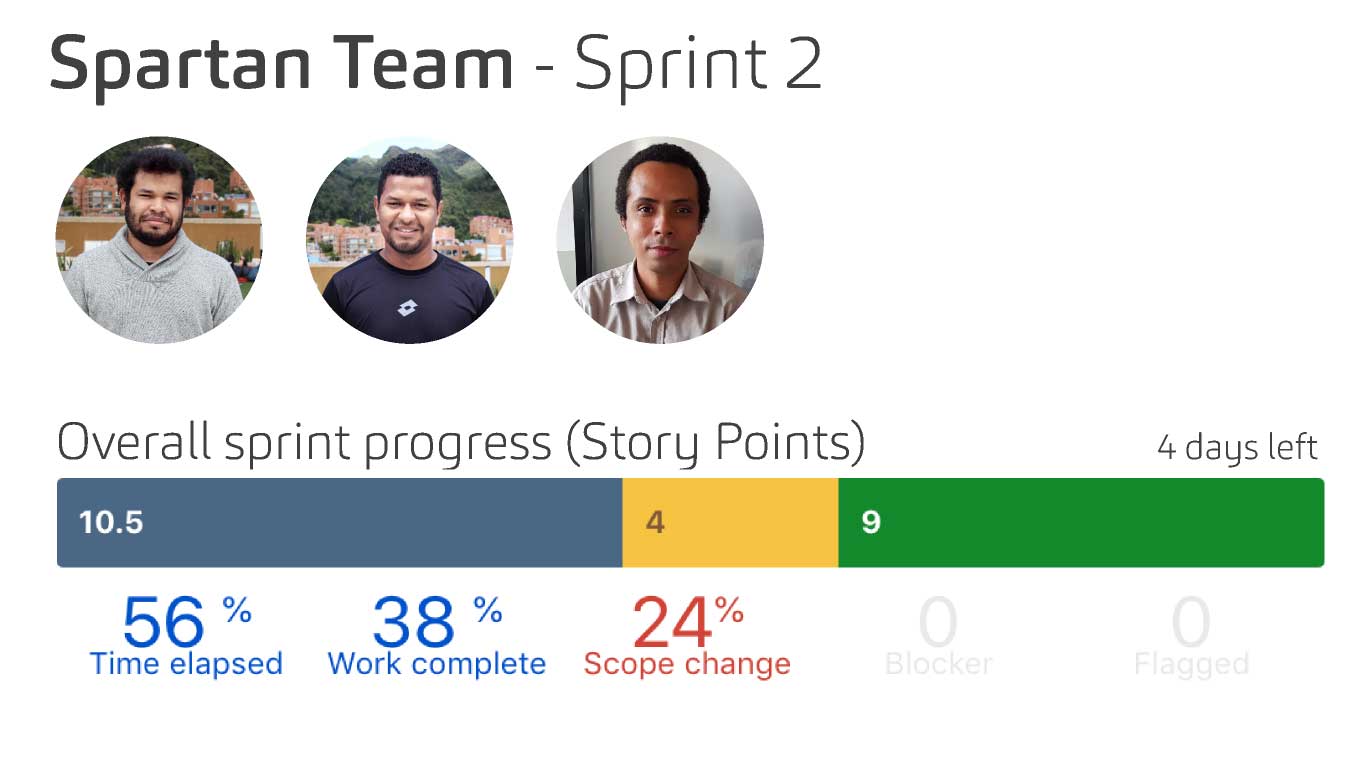 Spartan Team - Sprint 2
Overall sprint progress (Story Points)
4 days left
10.5 4 9
56 % 38 % 24% 0 0
Time elapsed Work complete Scope change Blocker Flagged